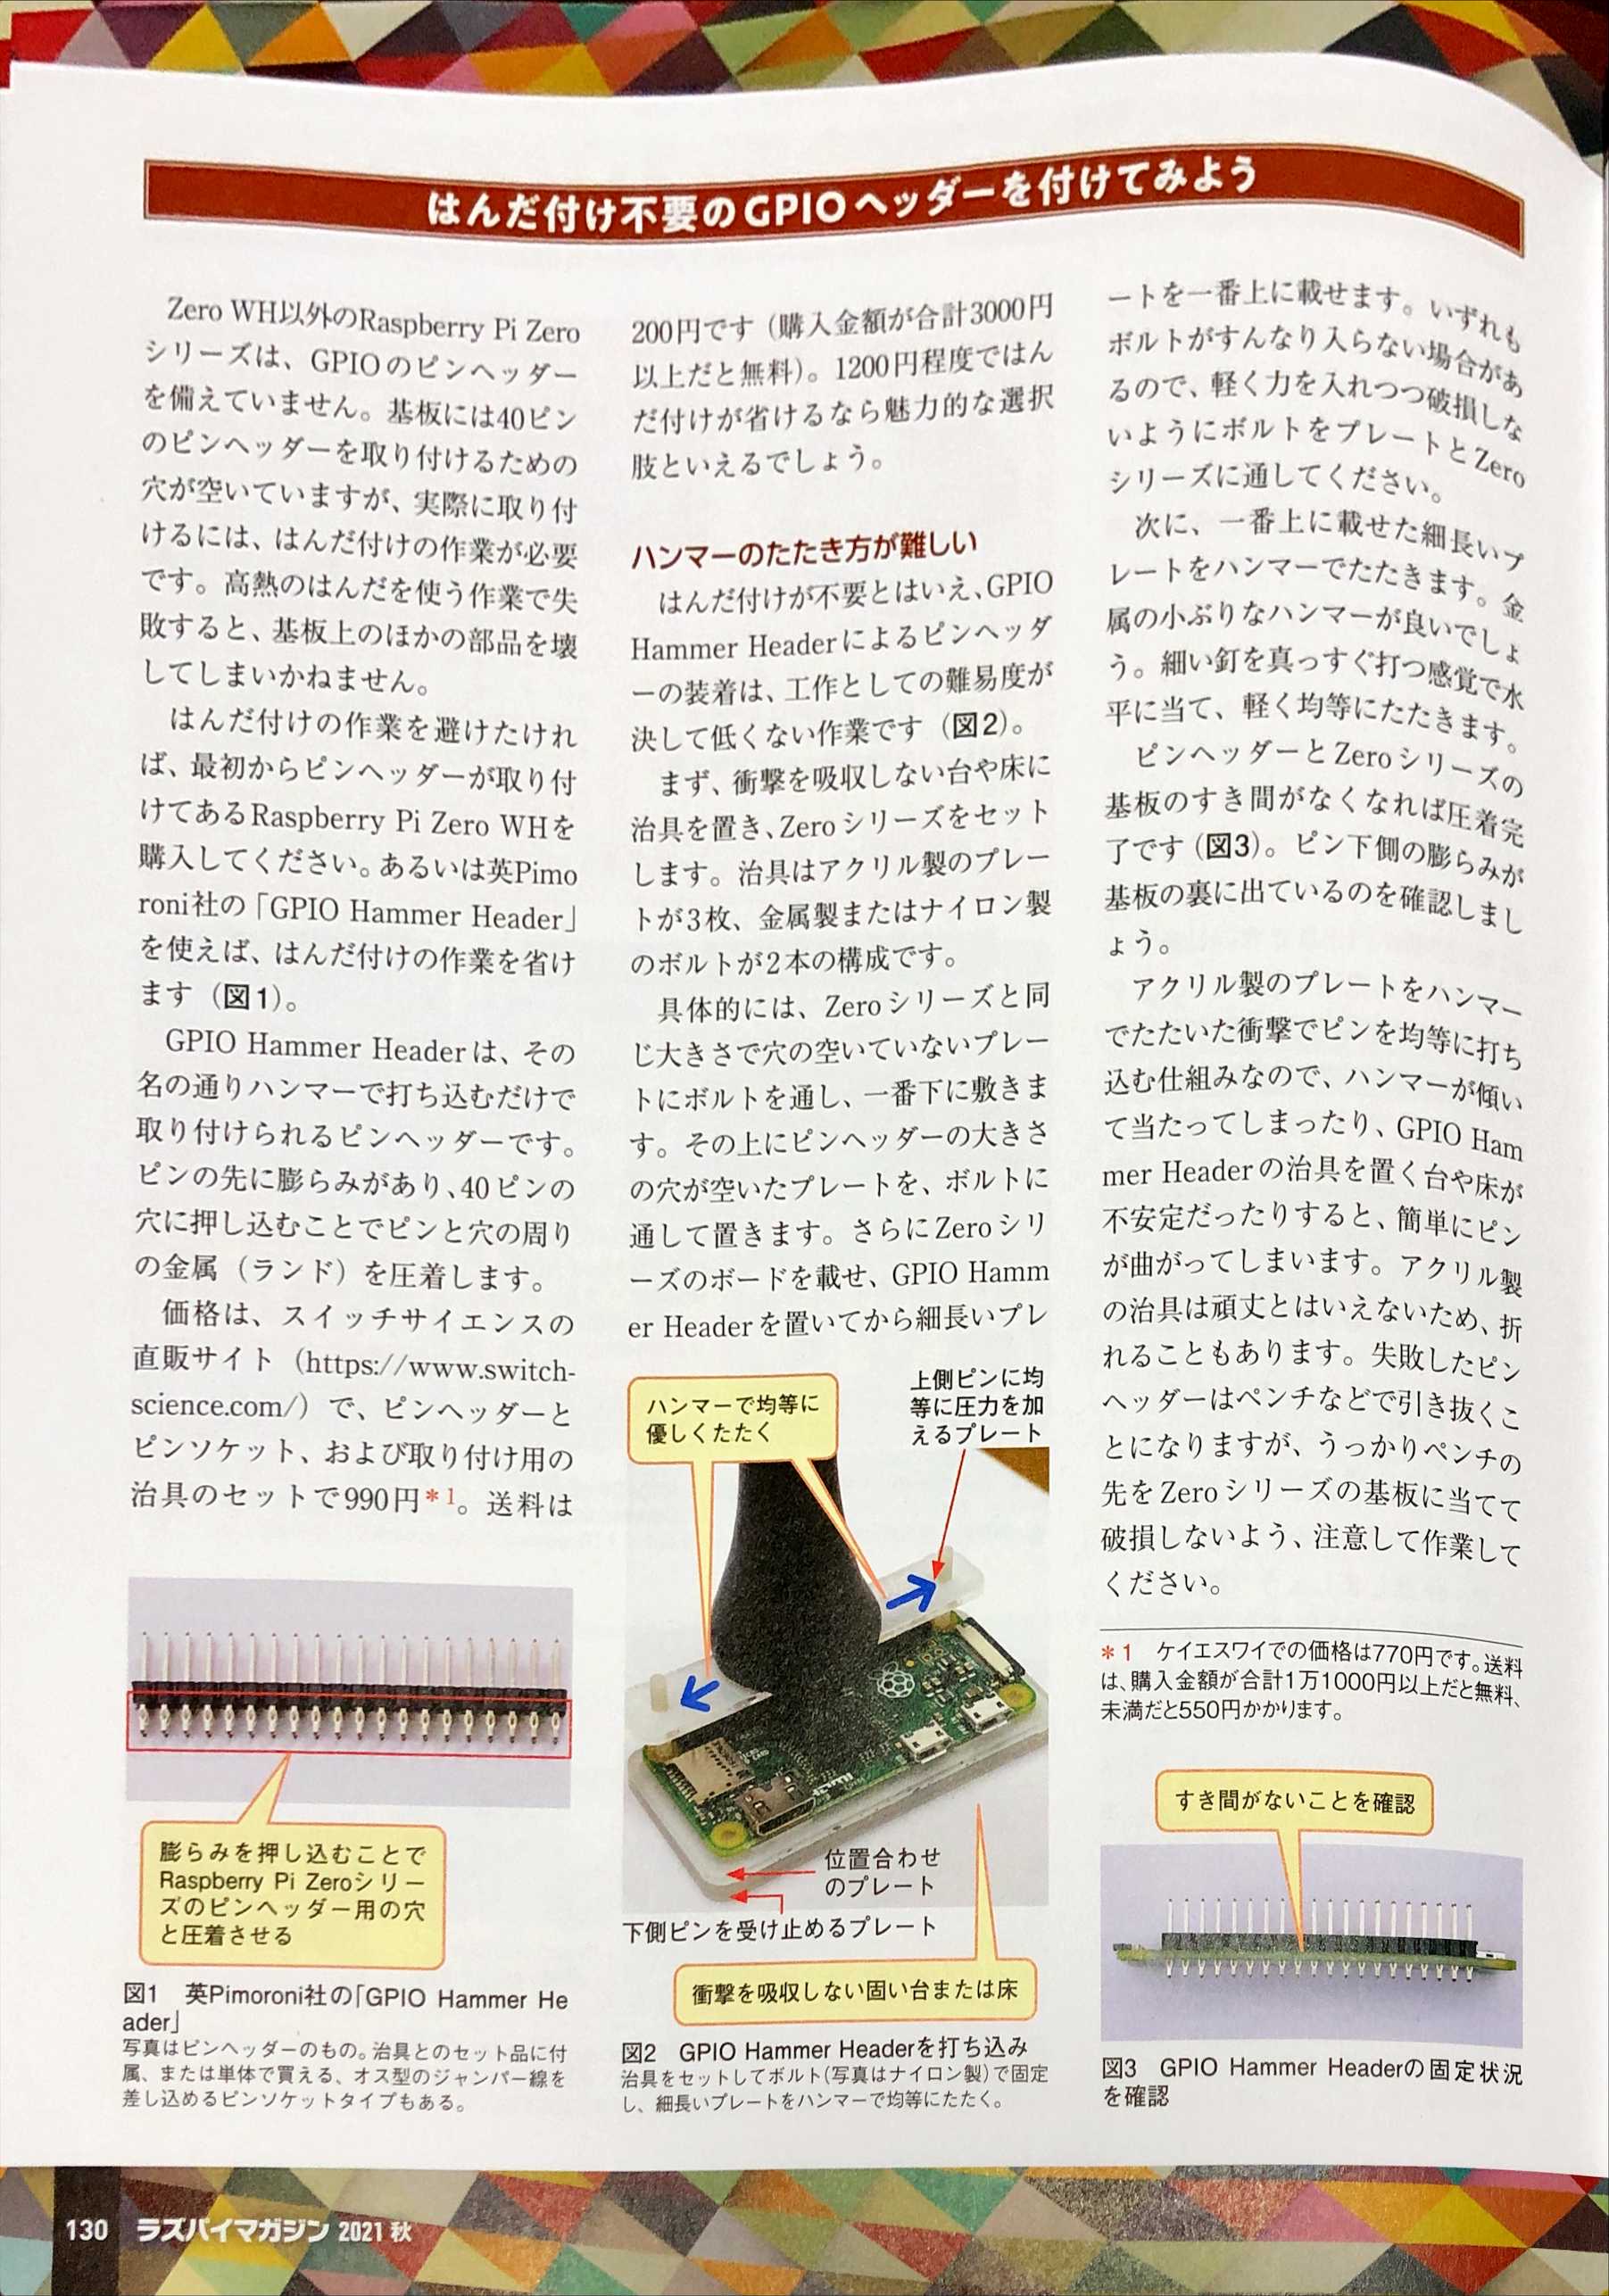 はんだ付け不要のGPIOヘッダーを付けてみよう
Zero WH以外のRaspberry Pi Zero
シリーズは、GPIOのピンヘッダー
を備えていません。基板には40ピン
のピンヘッダーを取り付けるための
穴が空いていますが、実際に取り付
けるには、はんだ付けの作業が必要
です。高熱のはんだを使う作業で失
敗すると、基板上のほかの部品を壊
してしまいかねません。
はんだ付けの作業を避けたけれ
ば、最初からピンヘッダーが取り付
けてあるRaspberry Pi Zero WHを
購入してください。あるいは英Pimo
roni社の「GPIO Hammer Header」
を使えば、はんだ付けの作業を省け
ます（図1）。
GPIO Hammer Headerは、その
名の通りハンマーで打ち込むだけで
取り付けられるピンヘッダーです。
ピンの先に膨らみがあり、40ピンの
穴に押し込むことでピンと穴の周り
の金属（ランド）を圧着します。
価格は、スイッチサイエンスの
直販サイト（https://www.switch-
science.com/）で、ピンヘッダーと
ピンソケット、および取り付け用の
治具のセットで990円＊1。送料は
膨らみを押し込むことで
Raspberry Pi Zeroシリー
ズのピンヘッダー用の穴
と圧着させる
図1 英Pimoroni社の「GPIO Hammer He
ader」
写真はピンヘッダーのもの。治具とのセット品に付
属、または単体で買える、オス型のジャンパー線を
差し込めるピンソケットタイプもある。
200円です（購入金額が合計3000円
以上だと無料）。1200円程度ではん
だ付けが省けるなら魅力的な選択
肢といえるでしょう。
ハンマーのたたき方が難しい
はんだ付けが不要とはいえ、GPIO
Hammer Headerによるピンヘッダ
ーの装着は、工作としての難易度が
決して低くない作業です（図2）。
まず、衝撃を吸収しない台や床に
治具を置き、Zeroシリーズをセット
します。治具はアクリル製のプレー
トが3枚、金属製またはナイロン製
のボルトが2本の構成です。
具体的には、Zeroシリーズと同
じ大きさで穴の空いていないプレー
トにボルトを通し、一番下に敷きま
す。その上にピンヘッダーの大きさ
の穴が空いたプレートを、ボルトに
通して置きます。さらにZeroシリ
ーズのボードを載せ、GPIO Hamm
er Headerを置いてから細長いプレ
ハンマーで均等に
優しくたたく
上側ピンに均
等に圧力を加
えるプレート
位置合わせ
のプレート
下側ピンを受け止めるプレート
衝撃を吸収しない固い台または床
図2 GPIO Hammer Headerを打ち込み
治具をセットしてボルト(写真はナイロン製)で固定
し、細長いプレートをハンマーで均等にたたく。
ートを一番上に載せます。いずれも
ボルトがすんなり入らない場合があ
るので、軽く力を入れつつ破損しな
いようにボルトをプレートとZero
シリーズに通してください。
次に、一番上に載せた細長いプ
レートをハンマーでたたきます。金
属の小ぶりなハンマーが良いでしょ
う。細い釘を真っすぐ打つ感覚で水
平に当て、軽く均等にたたきます。
ピンヘッダーとZeroシリーズの
基板のすき間がなくなれば圧着完
了です（図3）。ピン下側の膨らみが
基板の裏に出ているのを確認しまし
ょう。
アクリル製のプレートをハンマー
でたたいた衝撃でピンを均等に打ち
込む仕組みなので、ハンマーが傾い
て当たってしまったり、GPIO Ham
mer Headerの治具を置く台や床が
不安定だったりすると、簡単にピン
が曲がってしまいます。アクリル製
の治具は頑丈とはいえないため、折
れることもあります。失敗したピン
ヘッダーはペンチなどで引き抜くこ
とになりますが、うっかりペンチの
先をZeroシリーズの基板に当てて
破損しないよう、注意して作業して
ください。
＊1 ケイエスワイでの価格は770円です。送料
は、購入金額が合計1万1000円以上だと無料、
未満だと550円かかります。
すき間がないことを確認
図3 GPIO Hammer Headerの固定状況
を確認
130 ラズパイマガジン 2021 秋